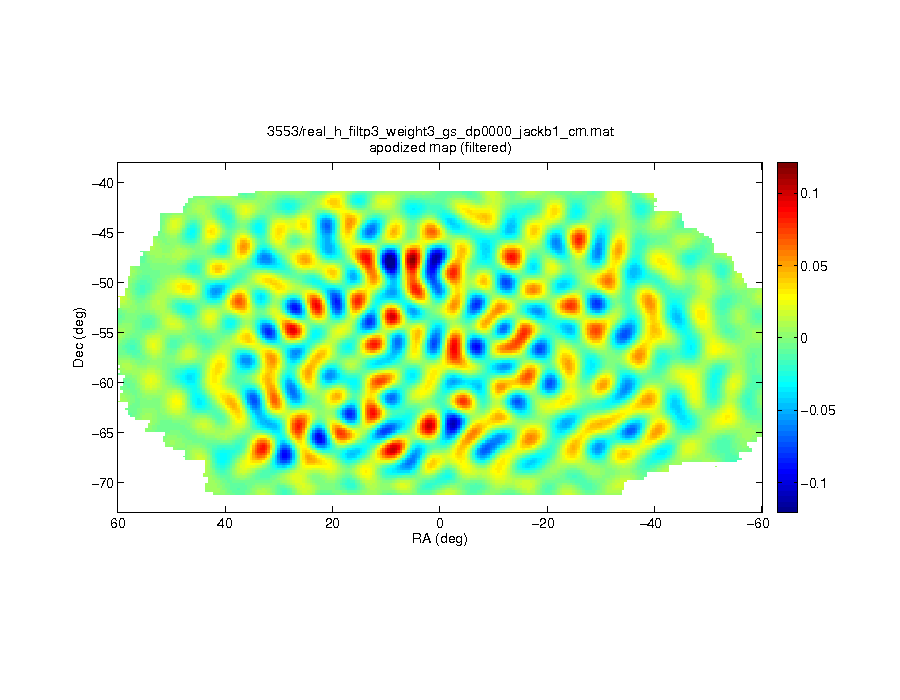 3553/real_h_filtp3_weight3_gs_dp0000_jackb1_cm.mat
apodized map (filtered)
−40
−45
−50
−55
−60
−65
−70
Dec (deg)
60 40 20 0 −20 −40 −60
RA (deg)
0.1
0.05
0
−0.05
−0.1